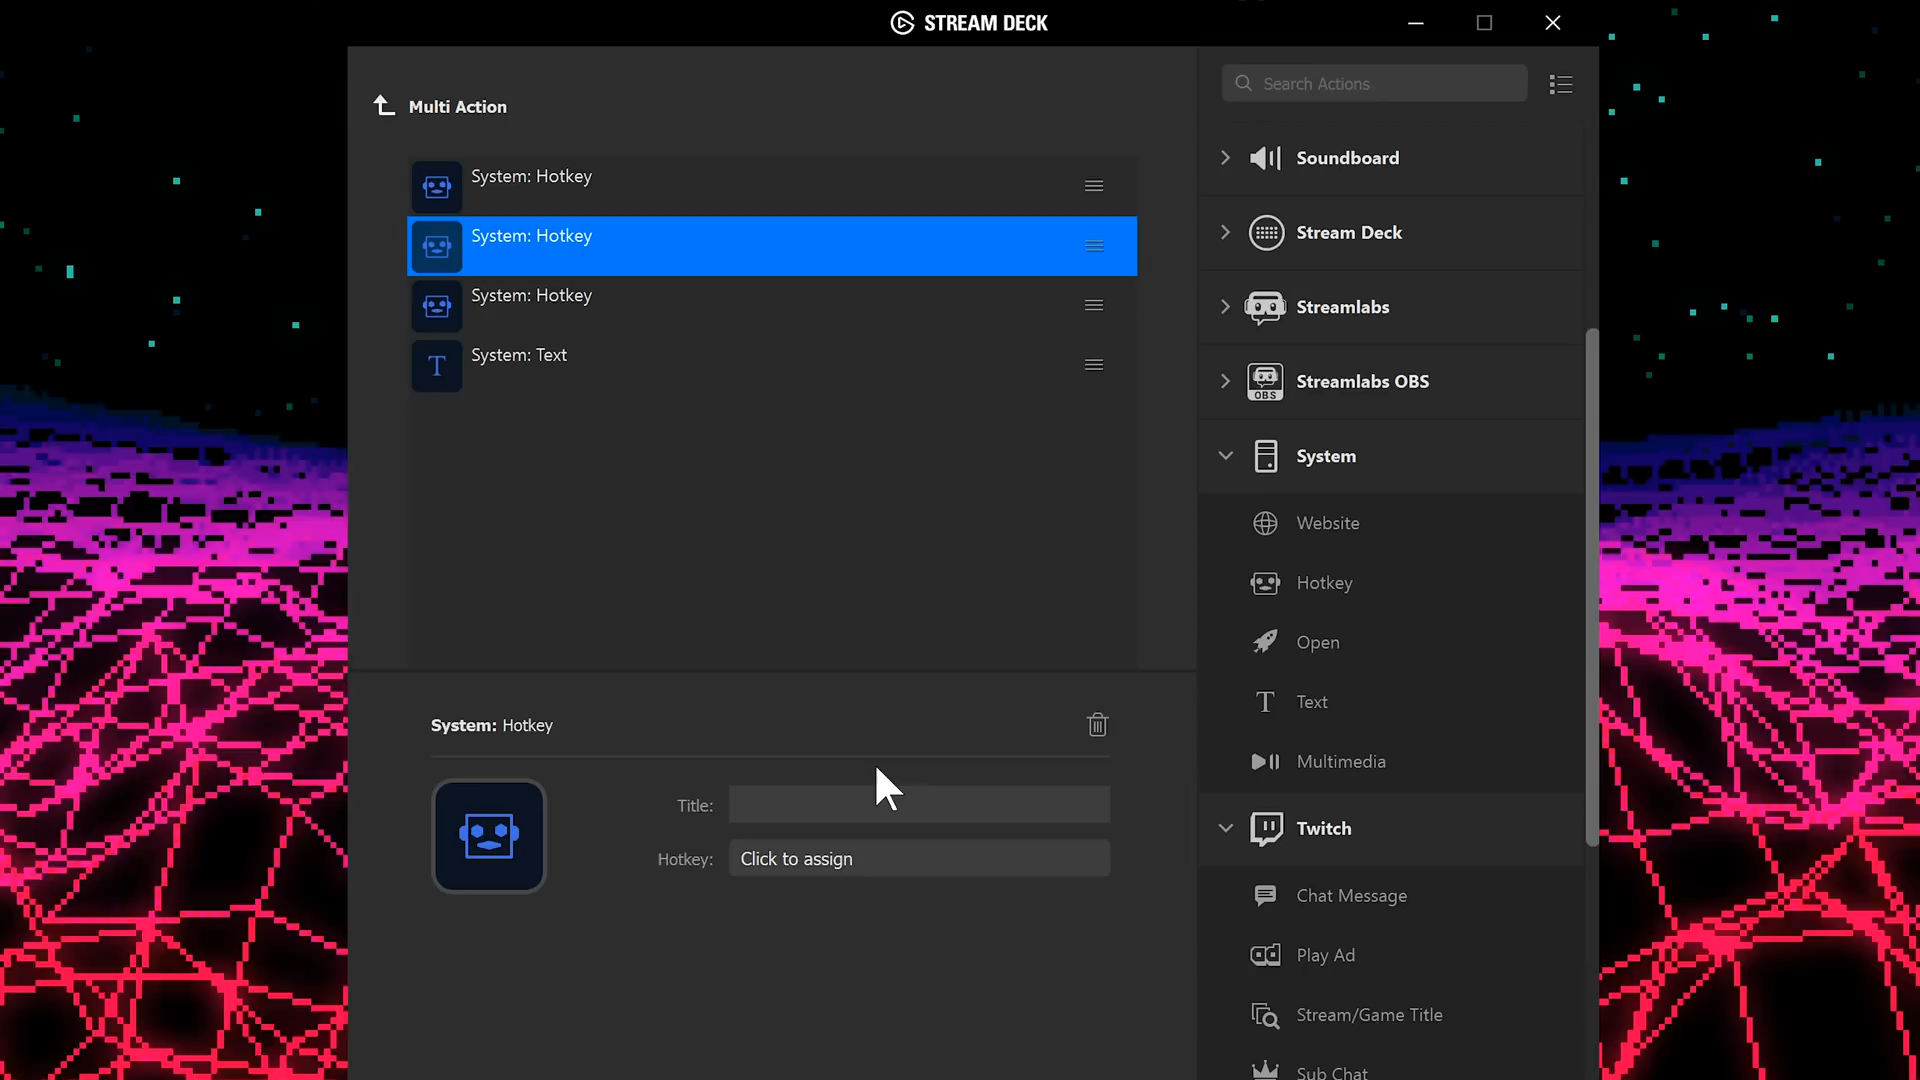 STREAM DECK
Multi Action
System: Hotkey
System: Hotkey
System: Hotkey
T
System: Text
System: Hotkey
Title:
Hotkey: Click to assign
Search Actions
Soundboard
Stream Deck
Streamlabs
OBS
Streamlabs OBS
System
Website
Hotkey
Open
T Text
Multimedia
Twitch
Chat Message
Play Ad
Stream/Game Title
Sub Chat